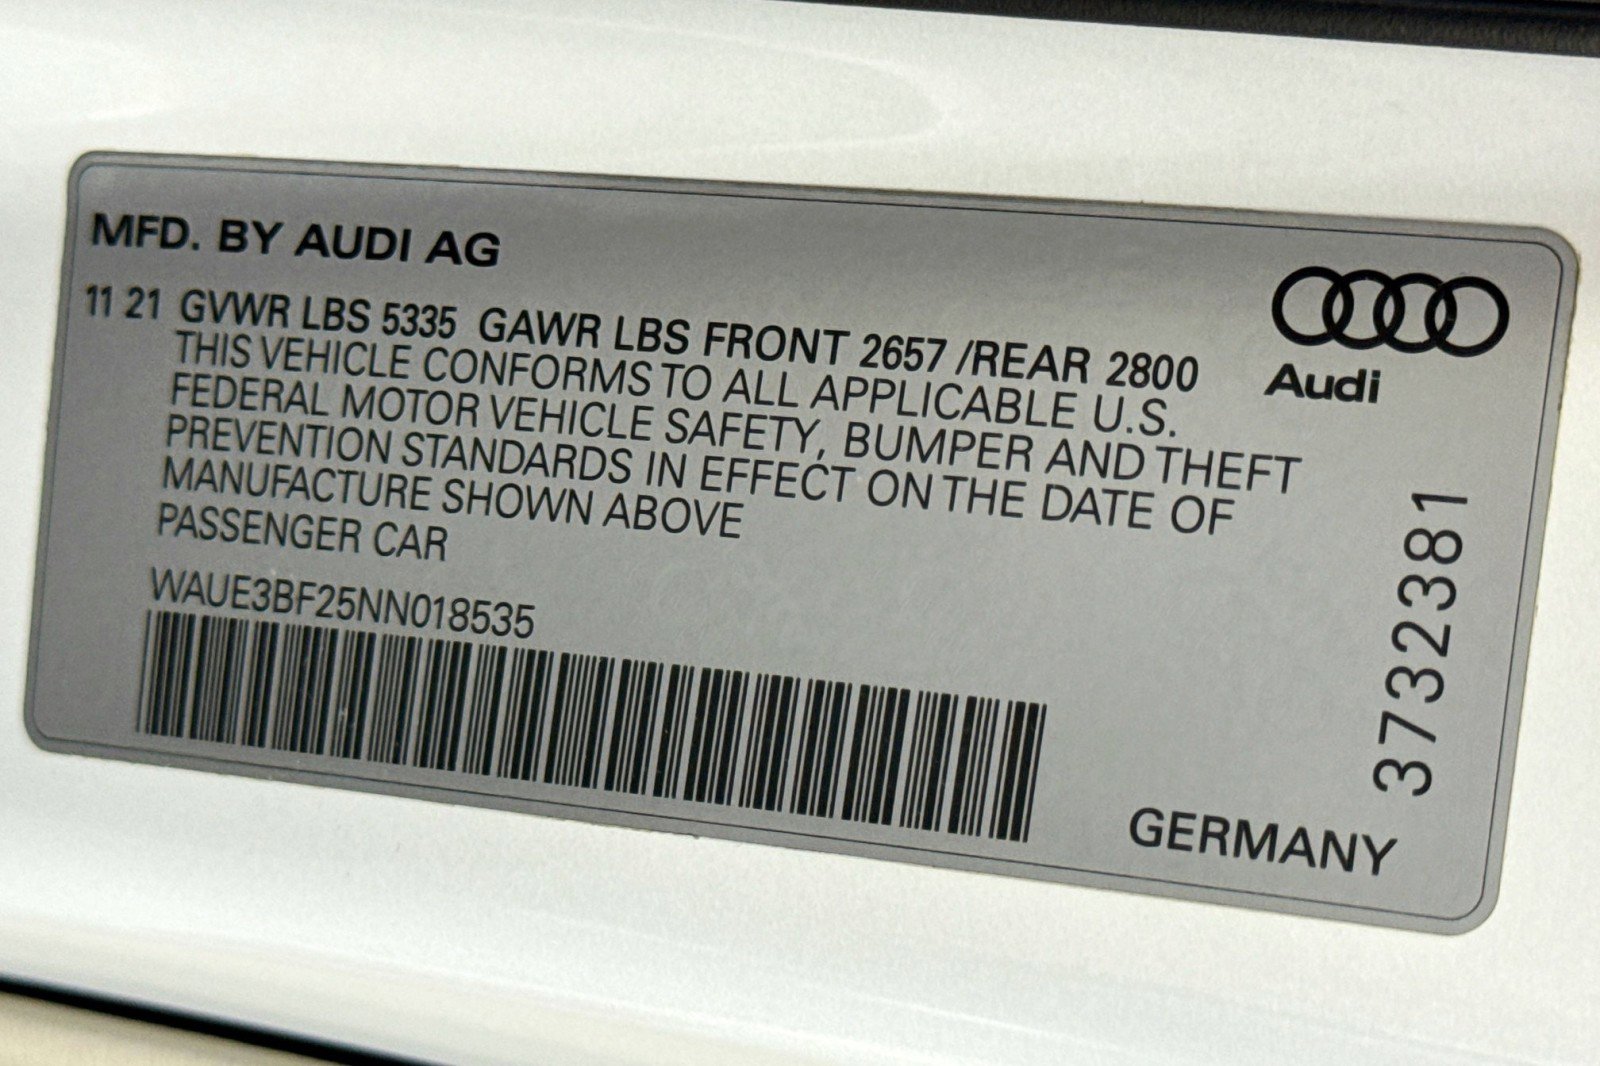 MFD. BY AUDI AG
11 21 GVWR LBS 5335 GAWR LBS FRONT 2657 /REAR 2800
THIS VEHICLE CONFORMS TO ALL APPLICABLE U.S.
FEDERAL MOTOR VEHICLE SAFETY, BUMPER AND THEFT
PREVENTION STANDARDS IN EFFECT ON THE DATE OF
MANUFACTURE SHOWN ABOVE
PASSENGER CAR
WAUE3BF25NN018535
Audi
3732381
GERMANY